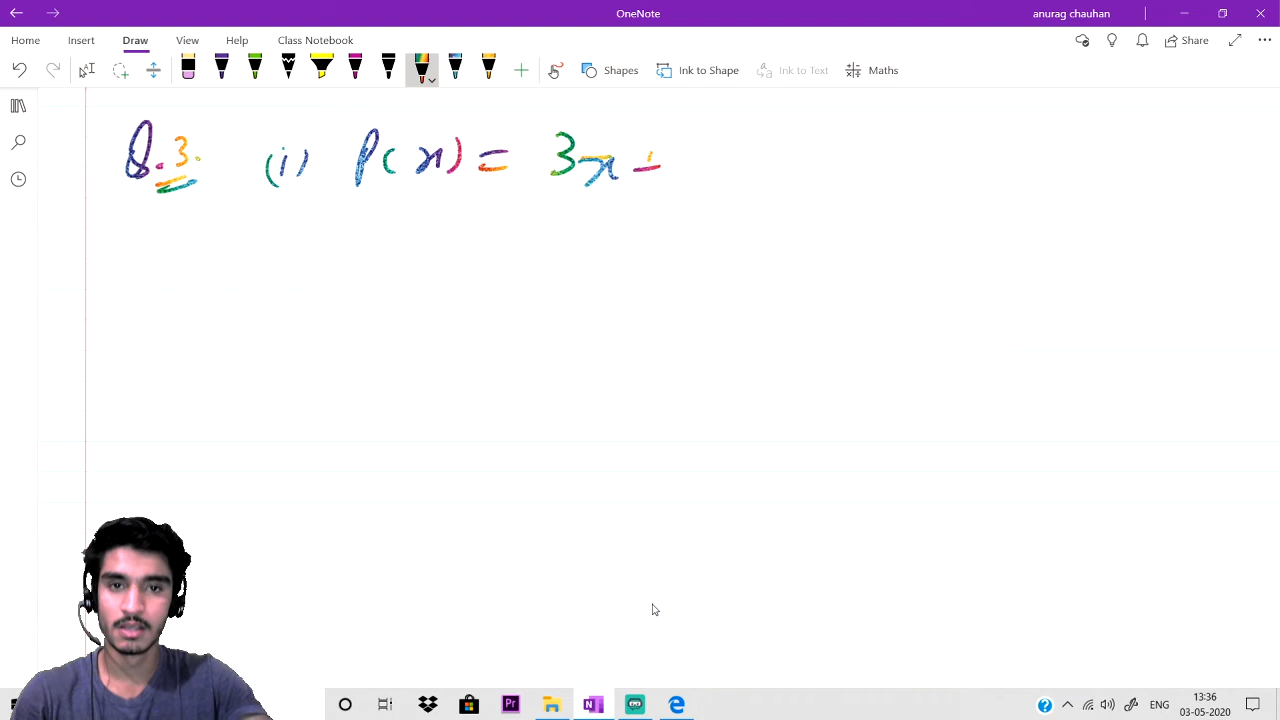 OneNote
anurag chauhan
Home Insert Draw View Help Class Notebook
Share
Shapes Ink to Shape Ink to Text Maths
Q.3. (i) p(x) = 3x +
Pr
N
ENG
13:36
03-05-2020